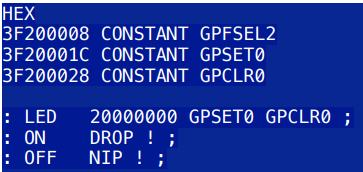 HEX
3F200008 CONSTANT GPFSEL2
3F20001C CONSTANT GPSET0
3F200028 CONSTANT GPCLR0
: LED   20000000 GPSET0 GPCLR0 ;
: ON    DROP ! ;
: OFF   NIP ! ;